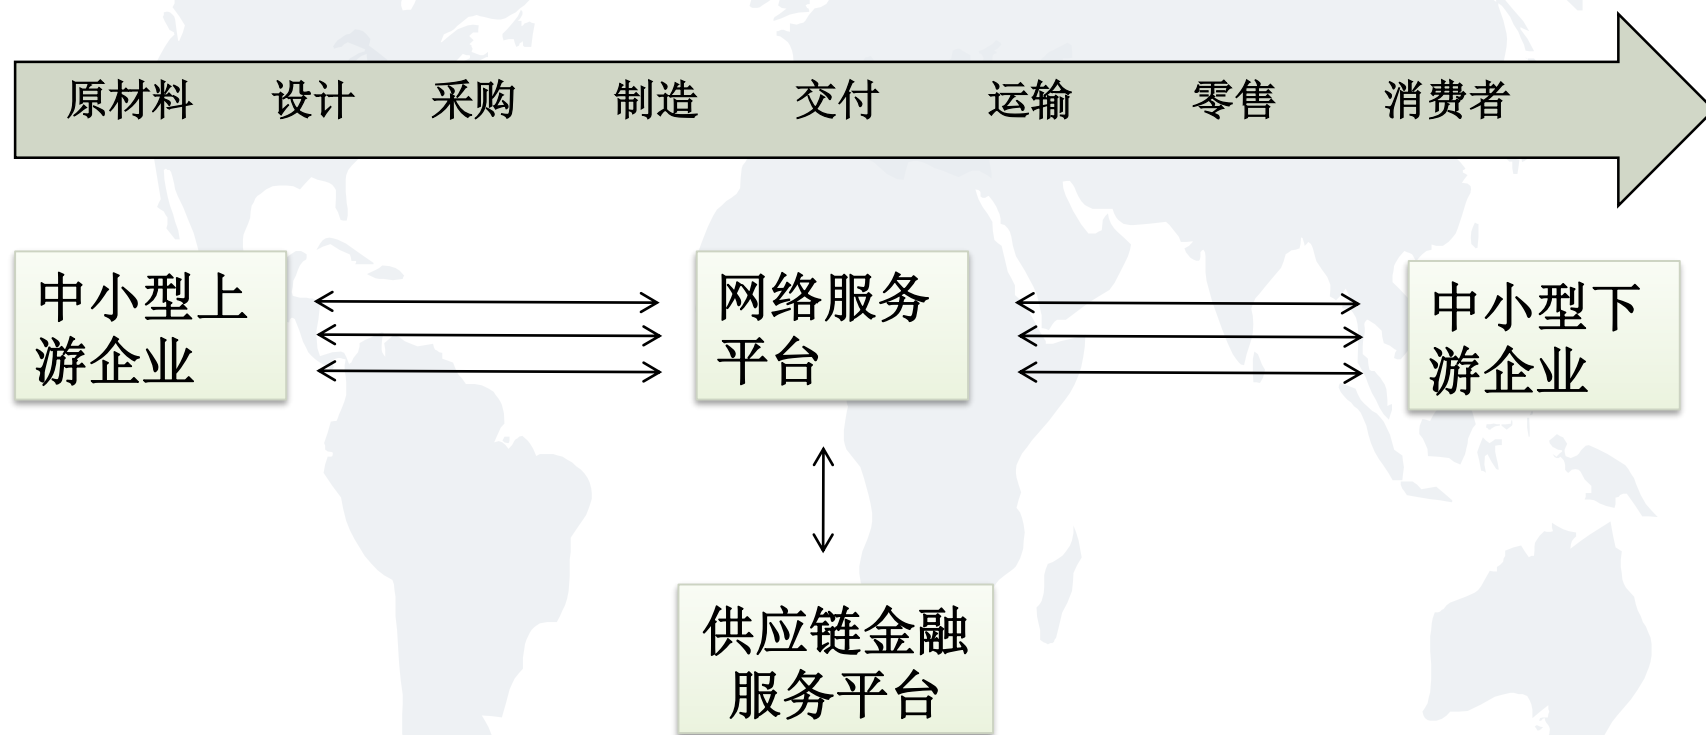 原材料 设计 采购 制造 交付 运输 零售 消费者
中小型上
游企业
网络服务
平台
中小型下
游企业
供应链金融
服务平台